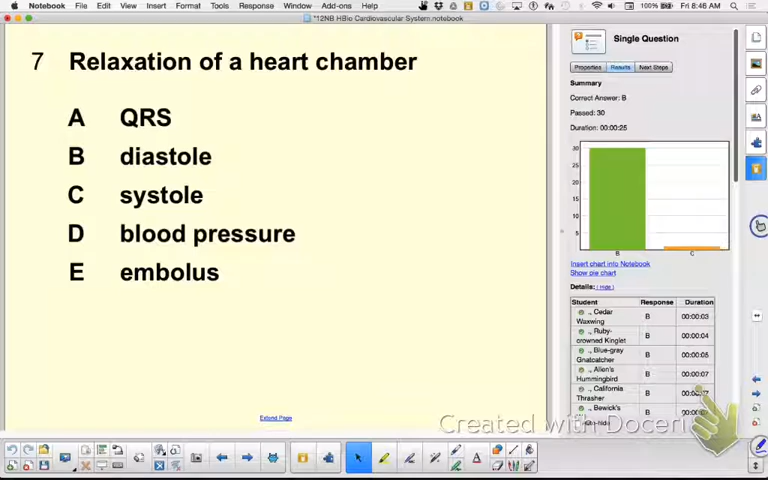 Notebook File Edit View Insert Format Tools Response Window Add-ons Help 100% Fri 8:46 AM
*12NB HBio Cardiovascular System.notebook
7 Relaxation of a heart chamber
A QRS
B diastole
C systole
D blood pressure
E embolus
Extend Page
Single Question
Properties Results Next Steps
Summary
Correct Answer: B
Passed: 30
Duration: 00:00:25
30
25
20
15
10
5
B C
Insert chart into Notebook
Show pie chart
Details: ( Hide )
Student Response Duration
., Cedar
Waxwing B 00:00:03
., Ruby-
crowned Kinglet B 00:00:04
., Blue-gray
Gnatcatcher B 00:00:05
., Allen's
Hummingbird B 00:00:07
., California
Thrasher B
., Bewick's
B
Created with Doceri